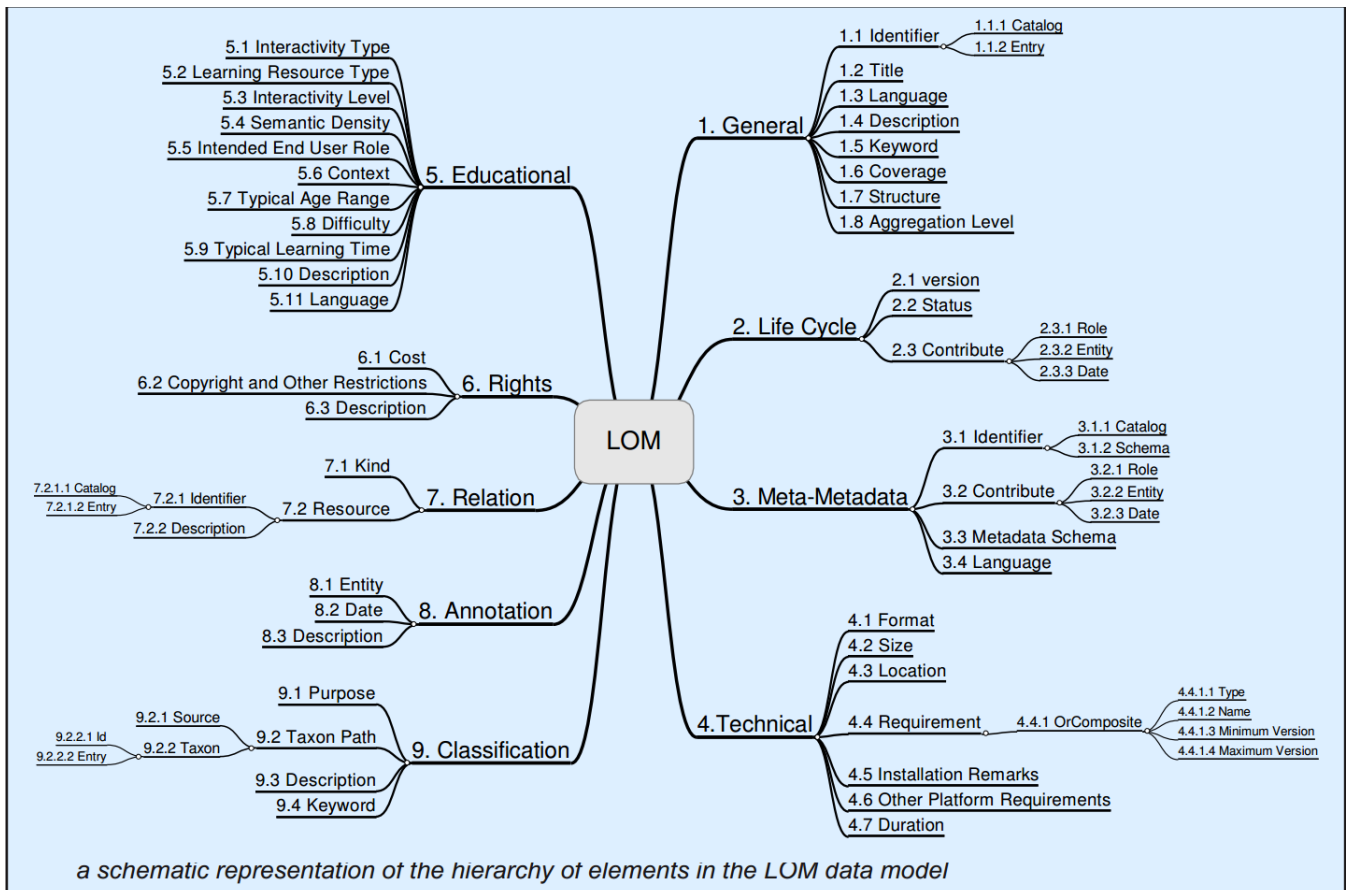 LOM
1. General
1.1 Identifier
1.1.1 Catalog
1.1.2 Entry
1.2 Title
1.3 Language
1.4 Description
1.5 Keyword
1.6 Coverage
1.7 Structure
1.8 Aggregation Level
2. Life Cycle
2.1 version
2.2 Status
2.3 Contribute
2.3.1 Role
2.3.2 Entity
2.3.3 Date
3. Meta-Metadata
3.1 Identifier
3.1.1 Catalog
3.1.2 Schema
3.2 Contribute
3.2.1 Role
3.2.2 Entity
3.2.3 Date
3.3 Metadata Schema
3.4 Language
4.Technical
4.1 Format
4.2 Size
4.3 Location
4.4 Requirement
4.4.1 OrComposite
4.4.1.1 Type
4.4.1.2 Name
4.4.1.3 Minimum Version
4.4.1.4 Maximum Version
4.5 Installation Remarks
4.6 Other Platform Requirements
4.7 Duration
5. Educational
5.1 Interactivity Type
5.2 Learning Resource Type
5.3 Interactivity Level
5.4 Semantic Density
5.5 Intended End User Role
5.6 Context
5.7 Typical Age Range
5.8 Difficulty
5.9 Typical Learning Time
5.10 Description
5.11 Language
6. Rights
6.1 Cost
6.2 Copyright and Other Restrictions
6.3 Description
7. Relation
7.1 Kind
7.2 Resource
7.2.1 Identifier
7.2.1.1 Catalog
7.2.1.2 Entry
7.2.2 Description
8. Annotation
8.1 Entity
8.2 Date
8.3 Description
9. Classification
9.1 Purpose
9.2 Taxon Path
9.2.1 Source
9.2.2 Taxon
9.2.2.1 Id
9.2.2.2 Entry
9.3 Description
9.4 Keyword
a schematic representation of the hierarchy of elements in the LOM data model